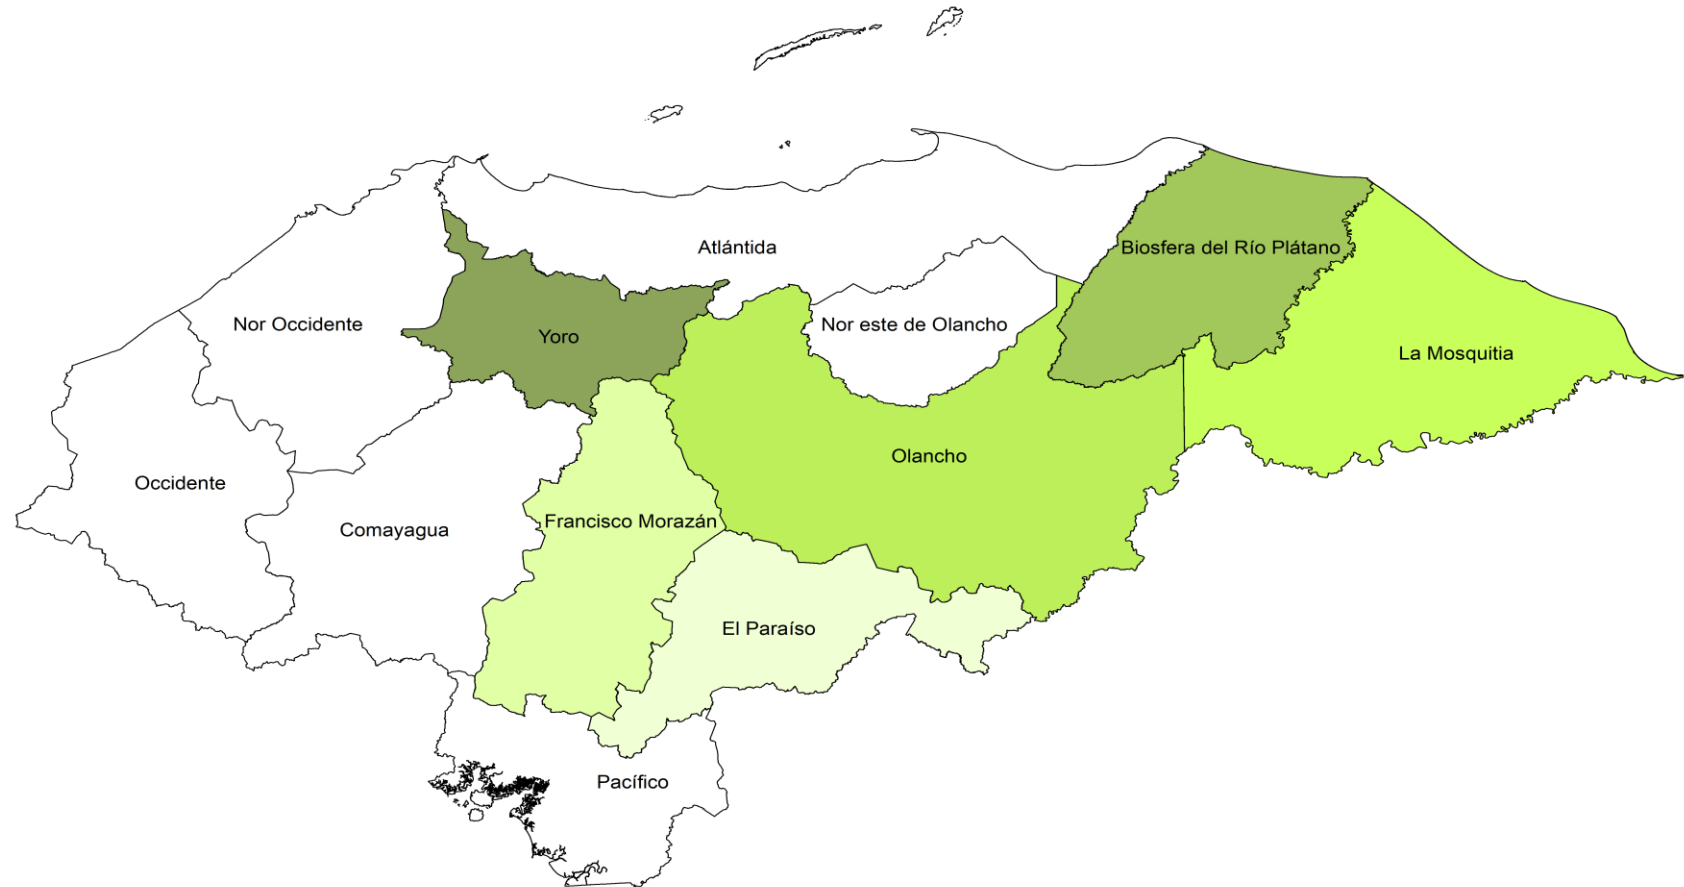 Atlántida
Biosfera del Río Plátano
Nor Occidente
Yoro
Nor este de Olancho
La Mosquitia
Olancho
Occidente
Francisco Morazán
Comayagua
El Paraíso
Pacífico